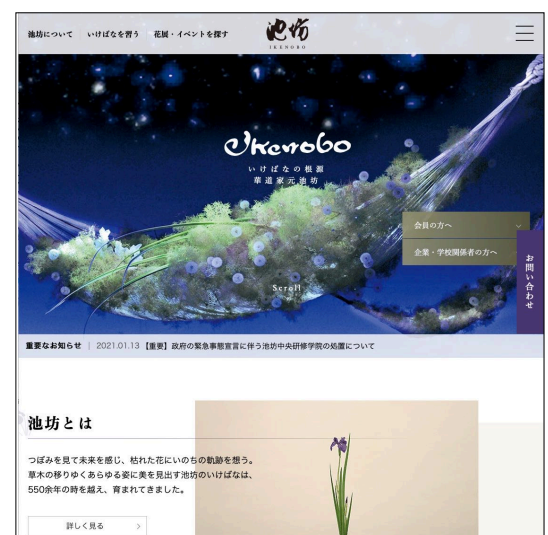 池坊について いけばなを習う 花展・イベントを探す
池坊
IKENOBO
Ikenobo
いけばなの根源
華道家元池坊
会員の方へ
企業・学校関係者の方へ
お問い合わせ
Scroll
重要なお知らせ | 2021.01.13 【重要】政府の緊急事態宣言に伴う池坊中央研修学院の処置について
池坊とは
つぼみを見て未来を感じ、枯れた花にいのちの軌跡を想う。
草木の移りゆくあらゆる姿に美を見出す池坊のいけばなは、
550余年の時を越え、育まれてきました。
詳しく見る